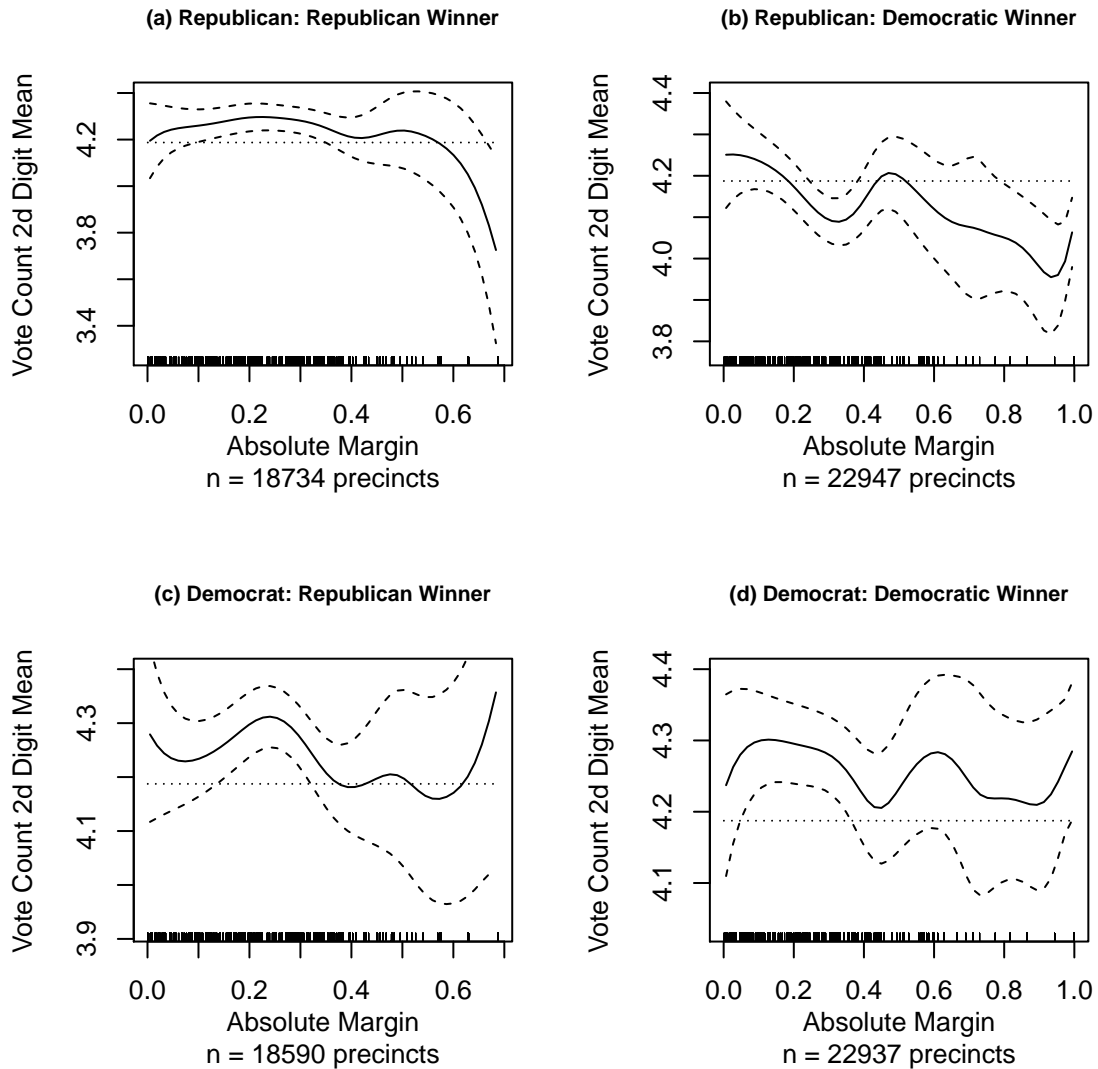 (a) Republican: Republican Winner
Vote Count 2d Digit Mean
3.4 3.8 4.2
0.0 0.2 0.4 0.6
Absolute Margin
n = 18734 precincts
(b) Republican: Democratic Winner
Vote Count 2d Digit Mean
3.8 4.0 4.2 4.4
0.0 0.2 0.4 0.6 0.8 1.0
Absolute Margin
n = 22947 precincts
(c) Democrat: Republican Winner
Vote Count 2d Digit Mean
3.9 4.1 4.3
0.0 0.2 0.4 0.6
Absolute Margin
n = 18590 precincts
(d) Democrat: Democratic Winner
Vote Count 2d Digit Mean
4.1 4.2 4.3 4.4
0.0 0.2 0.4 0.6 0.8 1.0
Absolute Margin
n = 22937 precincts